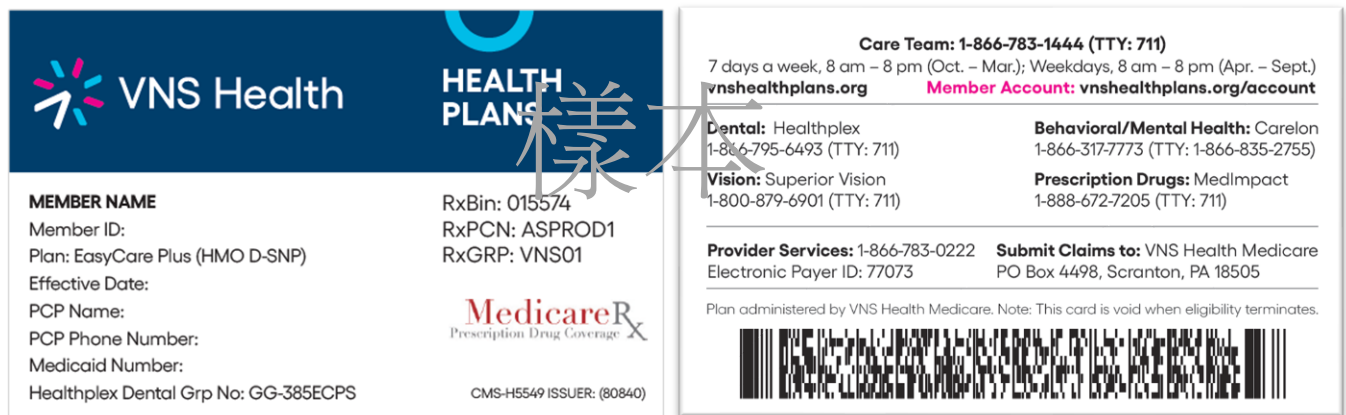 VNS Health
HEALTH
PLANS
樣本
MEMBER NAME
Member ID:
Plan: EasyCare Plus (HMO D-SNP)
Effective Date:
PCP Name:
PCP Phone Number:
Medicaid Number:
Healthplex Dental Grp No: GG-385ECPS
RxBin: 015574
RxPCN: ASPROD1
RxGRP: VNS01
MedicareRx
Prescription Drug Coverage
CMS-H5549 ISSUER: (80840)
Care Team: 1-866-783-1444 (TTY: 711)
7 days a week, 8 am – 8 pm (Oct. – Mar.); Weekdays, 8 am – 8 pm (Apr. – Sept.)
vnshealthplans.org Member Account: vnshealthplans.org/account
Dental: Healthplex
1-866-795-6493 (TTY: 711)
Behavioral/Mental Health: Carelon
1-866-317-7773 (TTY: 1-866-835-2755)
Vision: Superior Vision
1-800-879-6901 (TTY: 711)
Prescription Drugs: MedImpact
1-888-672-7205 (TTY: 711)
Provider Services: 1-866-783-0222
Electronic Payer ID: 77073
Submit Claims to: VNS Health Medicare
PO Box 4498, Scranton, PA 18505
Plan administered by VNS Health Medicare. Note: This card is void when eligibility terminates.